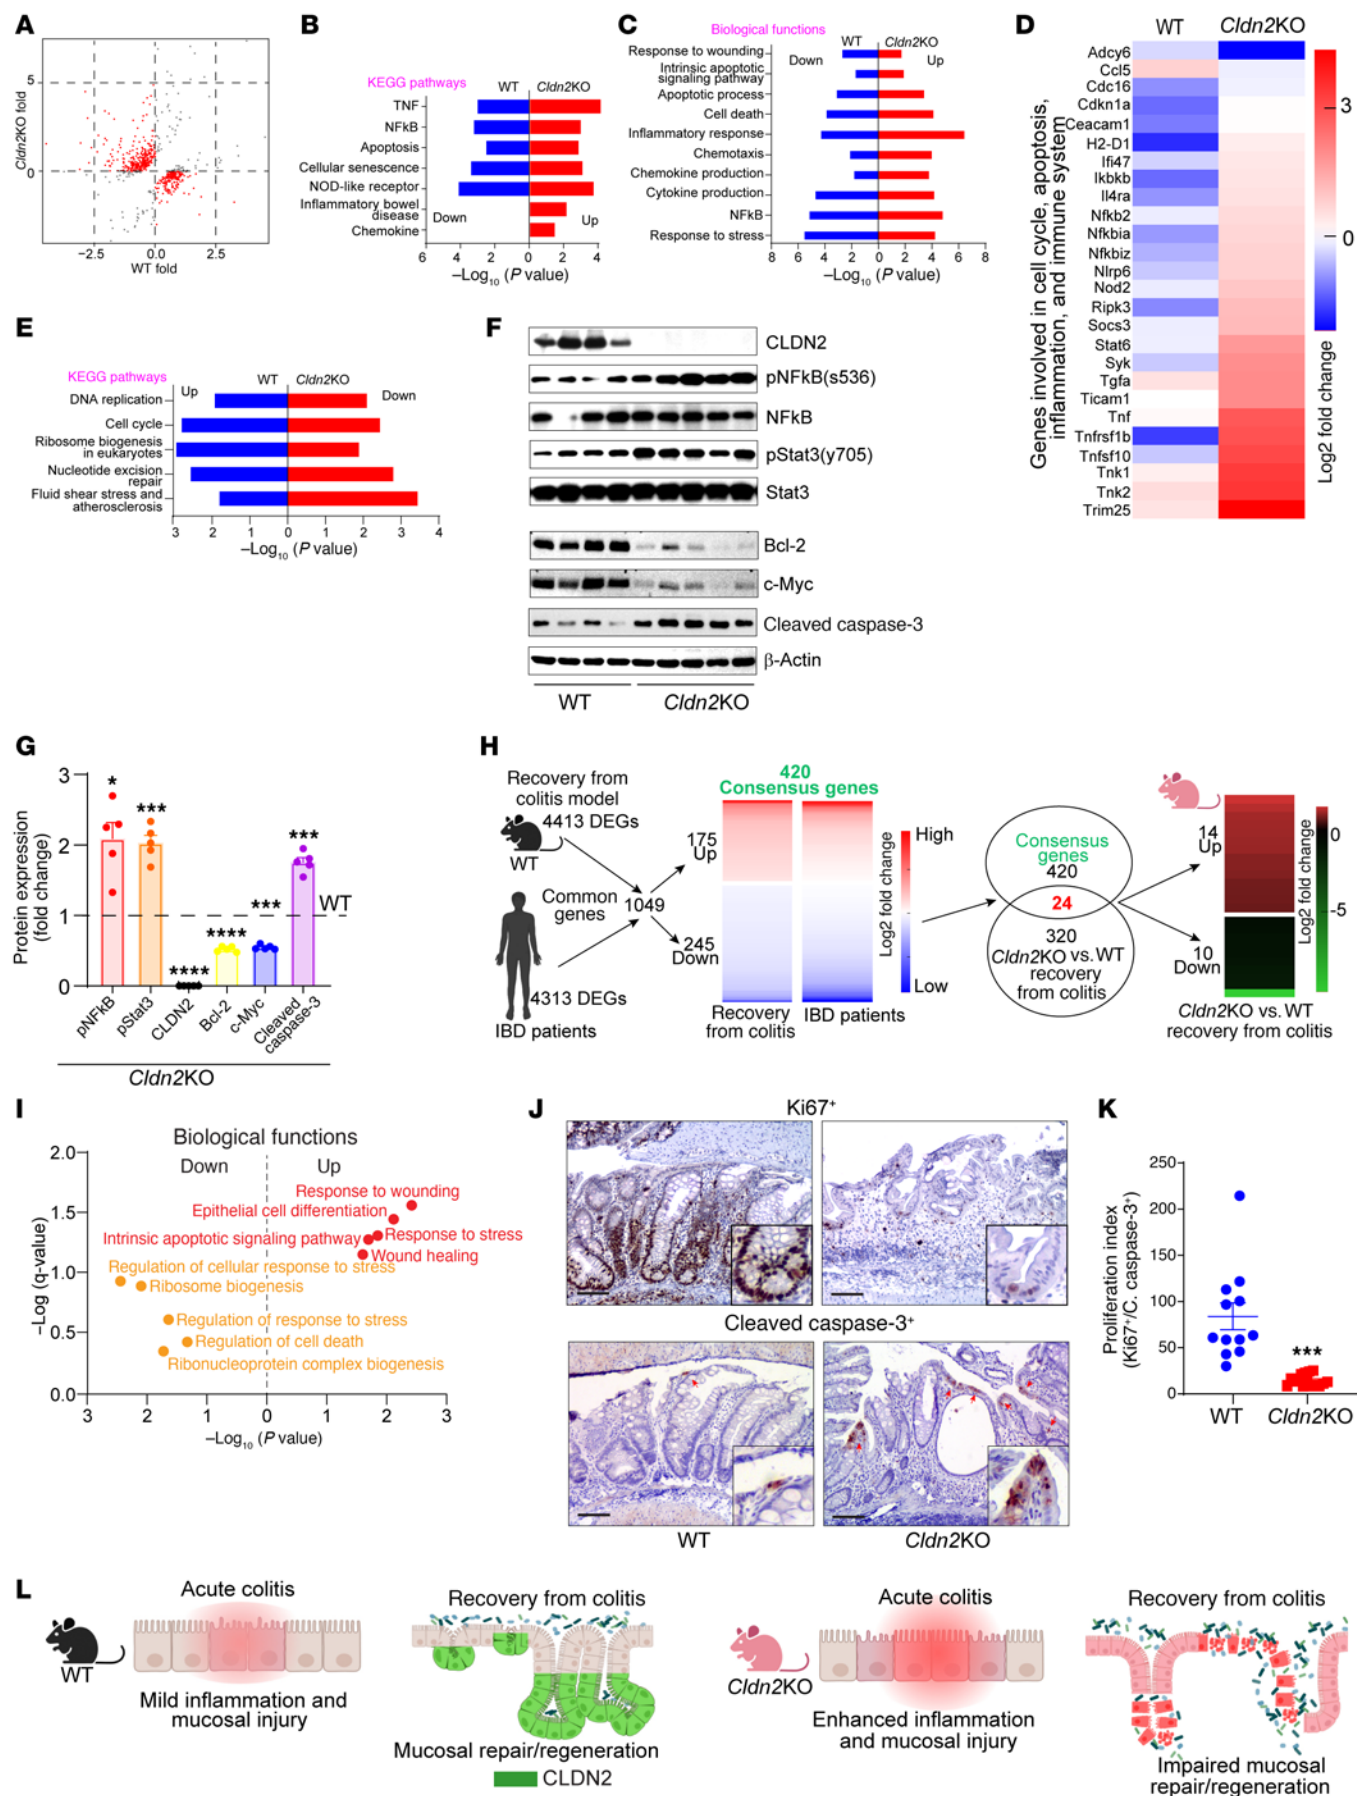 A
Cldn2KO fold
5
0
−2.5
0.0
2.5
WT fold
B
KEGG pathways
WT
Cldn2KO
TNF
NFkB
Apoptosis
Cellular senescence
NOD-like receptor
Inflammatory bowel
disease
Chemokine
Down
Up
6 4 2 0 2 4
–Log10 (P value)
C
Biological functions
WT
Cldn2KO
Down
Up
Response to wounding
Intrinsic apoptotic
signaling pathway
Apoptotic process
Cell death
Inflammatory response
Chemotaxis
Chemokine production
Cytokine production
NFkB
Response to stress
8 6 4 2 0 2 4 6 8
–Log10 (P value)
D
WT
Cldn2KO
Genes involved in cell cycle, apoptosis,
inflammation, and immune system
Adcy6
Ccl5
Cdc16
Cdkn1a
Ceacam1
H2-D1
Ifi47
Ikbkb
Il4ra
Nfkb2
Nfkbia
Nfkbiz
Nlrp6
Nod2
Ripk3
Socs3
Stat6
Syk
Tgfa
Ticam1
Tnf
Tnfrsf1b
Tnfsf10
Tnk1
Tnk2
Trim25
3
0
Log2 fold change
E
KEGG pathways
Up
WT
Cldn2KO
Down
DNA replication
Cell cycle
Ribosome biogenesis
in eukaryotes
Nucleotide excision
repair
Fluid shear stress and
atherosclerosis
3 2 1 0 1 2 3 4
–Log10 (P value)
F
CLDN2
pNFkB(s536)
NFkB
pStat3(y705)
Stat3
Bcl-2
c-Myc
Cleaved caspase-3
β-Actin
WT
Cldn2KO
G
Protein expression
(fold change)
3
2
1
0
*
***
****
****
***
***
WT
pNFkB
pStat3
CLDN2
Bcl-2
c-Myc
Cleaved
caspase-3
Cldn2KO
H
Recovery from
colitis model
4413 DEGs
WT
Common
genes
1049
4313 DEGs
IBD patients
175
Up
245
Down
420
Consensus genes
Recovery
from colitis
IBD patients
High
Low
Log2 fold change
Consensus
genes
420
24
320
Cldn2KO vs. WT
recovery
from colitis
14
Up
10
Down
0
-5
Log2 fold change
Cldn2KO vs. WT
recovery from colitis
I
Biological functions
Down
Up
–Log (q-value)
2.0
1.5
1.0
0.5
0.0
Response to wounding
Epithelial cell differentiation
Intrinsic apoptotic signaling pathway
Response to stress
Wound healing
Regulation of cellular response to stress
Ribosome biogenesis
Regulation of response to stress
Regulation of cell death
Ribonucleoprotein complex biogenesis
3 2 1 0 1 2 3
–Log10 (P value)
J
Ki67+
Cleaved caspase-3+
WT
Cldn2KO
K
Proliferation index
(Ki67+/C. caspase-3+)
250
200
150
100
50
0
***
WT
Cldn2KO
L
WT
Acute colitis
Mild inflammation and
mucosal injury
Recovery from colitis
Mucosal repair/regeneration
CLDN2
Cldn2KO
Acute colitis
Enhanced inflammation
and mucosal injury
Recovery from colitis
Impaired mucosal
repair/regeneration